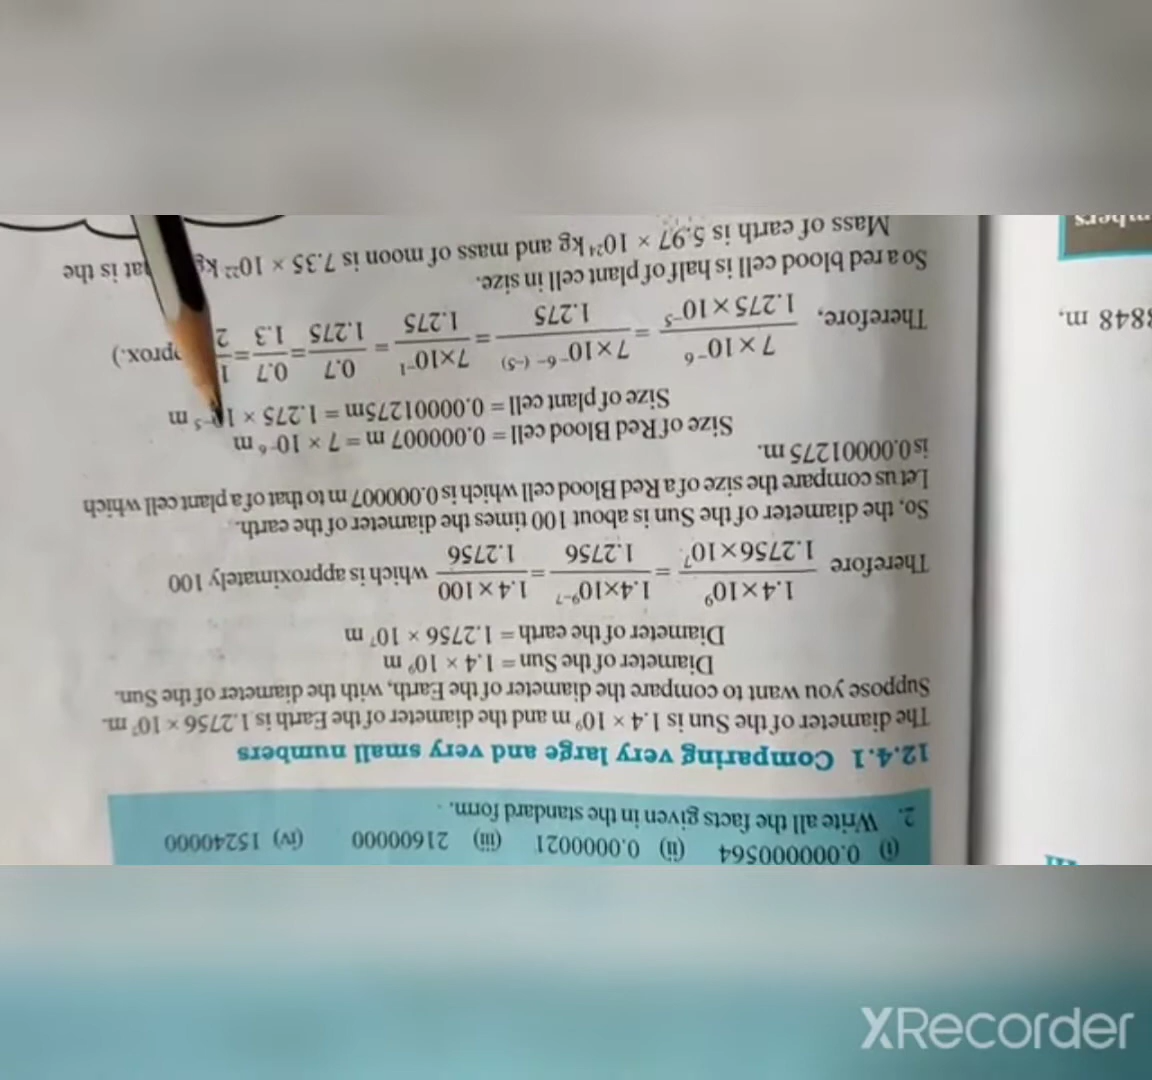 (i) 0.000000564 (ii) 0.0000021 (iii) 21600000 (iv) 15240000
2. Write all the facts given in the standard form.
12.4.1 Comparing very large and very small numbers
The diameter of the Sun is 1.4 × 10⁹ m and the diameter of the Earth is 1.2756 × 10⁷ m.
Suppose you want to compare the diameter of the Earth, with the diameter of the Sun.
Diameter of the Sun = 1.4 × 10⁹ m
Diameter of the earth = 1.2756 × 10⁷ m
Therefore (1.4×10⁹)/(1.2756×10⁷) = (1.4×10⁹⁻⁷)/(1.2756) = (1.4×100)/(1.2756) which is approximately 100
So, the diameter of the Sun is about 100 times the diameter of the earth.
Let us compare the size of a Red Blood cell which is 0.000007 m to that of a plant cell which
is 0.00001275 m.
Size of Red Blood cell = 0.000007 m = 7 × 10⁻⁶ m
Size of plant cell = 0.00001275m = 1.275 × 10⁻⁵ m
Therefore, (7×10⁻⁶)/(1.275×10⁻⁵) = (7×10⁻⁶⁻⁽⁻⁵⁾)/(1.275) = (7×10⁻¹)/(1.275) = 0.7/1.275 = 0.7/1.3 = 1/2 prox.)
So a red blood cell is half of plant cell in size.
Mass of earth is 5.97 × 10²⁴ kg and mass of moon is 7.35 × 10²² kg at is the
8848 m,
mbers
XRecorder